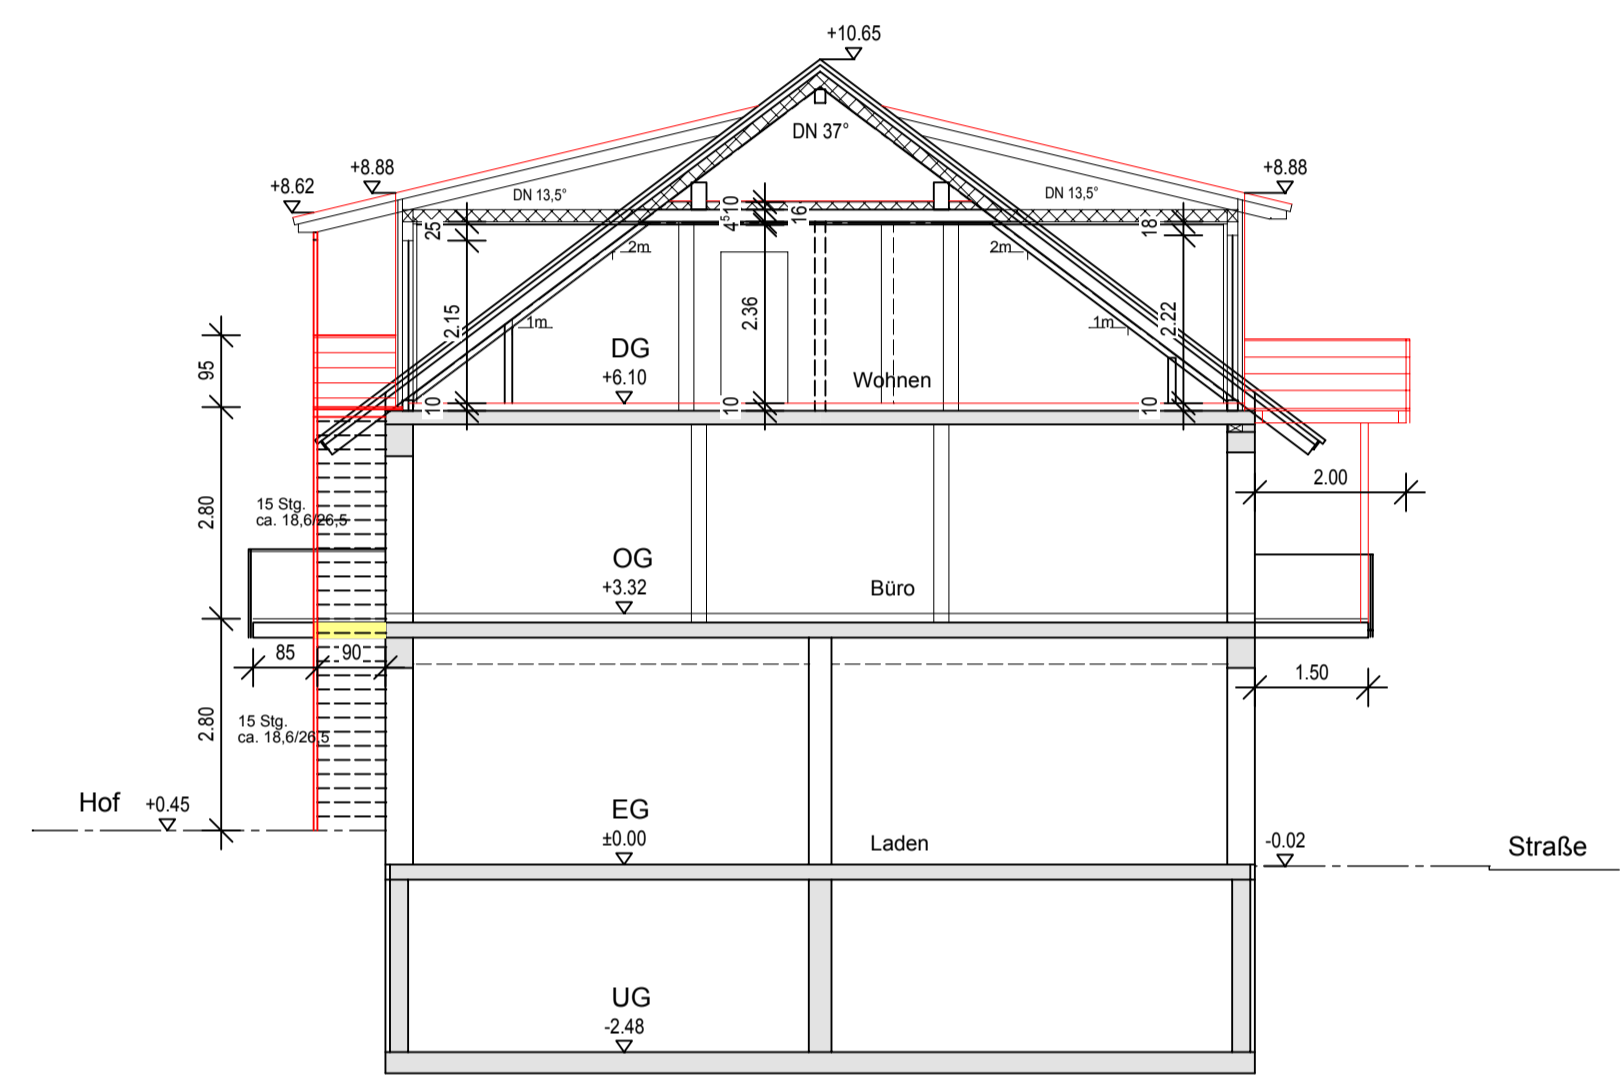 +10.65
DN 37°
+8.88
+8.62
DN 13,5°
DN 13,5°
+8.88
25
4⁵
10
16
18
2m
2m
2.15
1m
2.36
1m
2.22
95
DG
+6.10
Wohnen
10
10
10
2.00
2.80
15 Stg.
ca. 18,6/26,5
OG
+3.32
Büro
85
90
1.50
2.80
15 Stg.
ca. 18,6/26,5
Hof
+0.45
EG
±0.00
Laden
-0.02
Straße
UG
-2.48